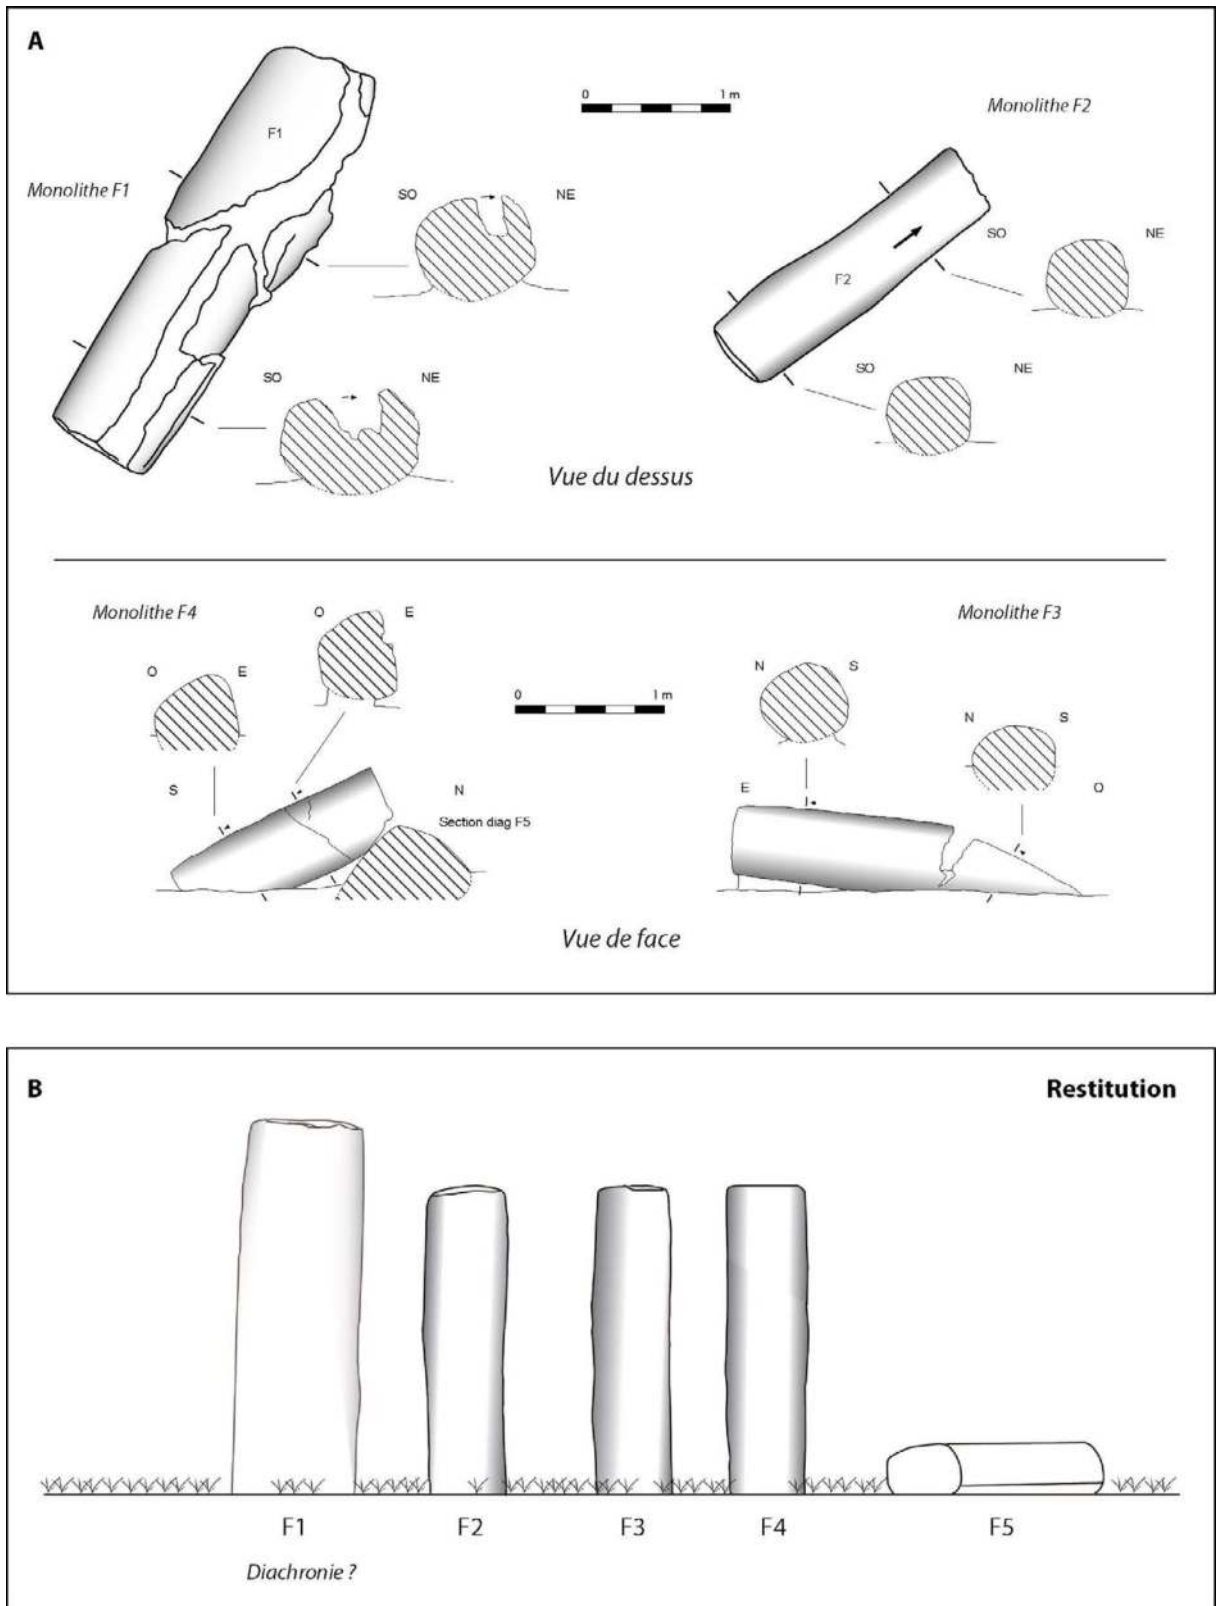 A
0 1 m
Monolithe F2
F1
Monolithe F1
SO NE
SO NE
F2
SO NE
SO NE
Vue du dessus
Monolithe F4
O E
Monolithe F3
O E
N S
0 1 m
N S
S N
E O
Section diag F5
Vue de face
B Restitution
F1 F2 F3 F4 F5
Diachronie ?